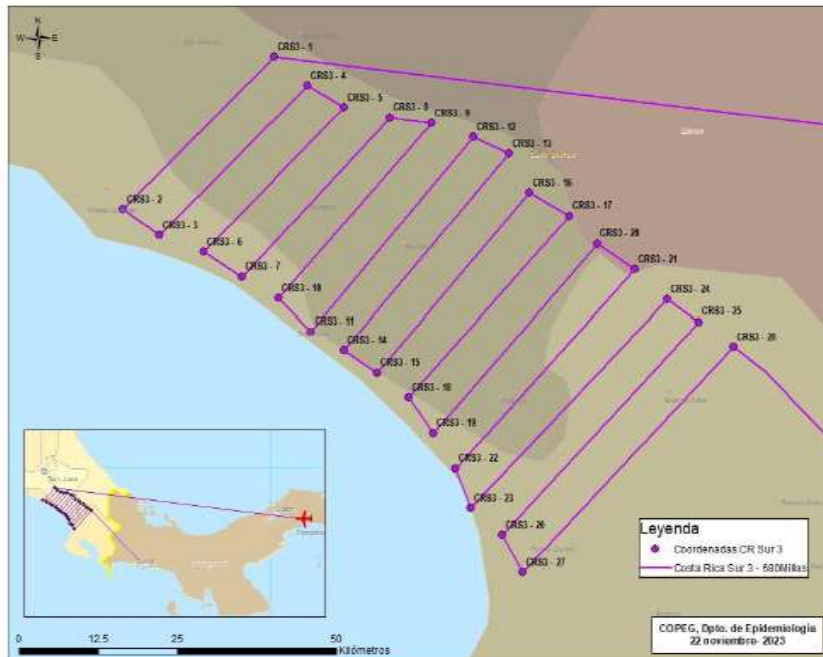 N
W E
S
CRS3 - 1
CRS3 - 4
CRS3 - 5
CRS3 - 8
CRS3 - 9
CRS3 - 12
CRS3 - 13
CRS3 - 2
CRS3 - 3
CRS3 - 16
CRS3 - 17
CRS3 - 6
CRS3 - 7
CRS3 - 20
CRS3 - 21
CRS3 - 10
CRS3 - 11
CRS3 - 24
CRS3 - 25
CRS3 - 14
CRS3 - 15
CRS3 - 28
CRS3 - 18
CRS3 - 19
CRS3 - 22
CRS3 - 23
CRS3 - 26
CRS3 - 27
San Jose
Leyenda
Coordenadas CR Sur 3
Costa Rica Sur 3 - 690Millas
COPEG, Dpto. de Epidemiología
22 noviembre- 2023
0 12.5 25 50
Kilómetros